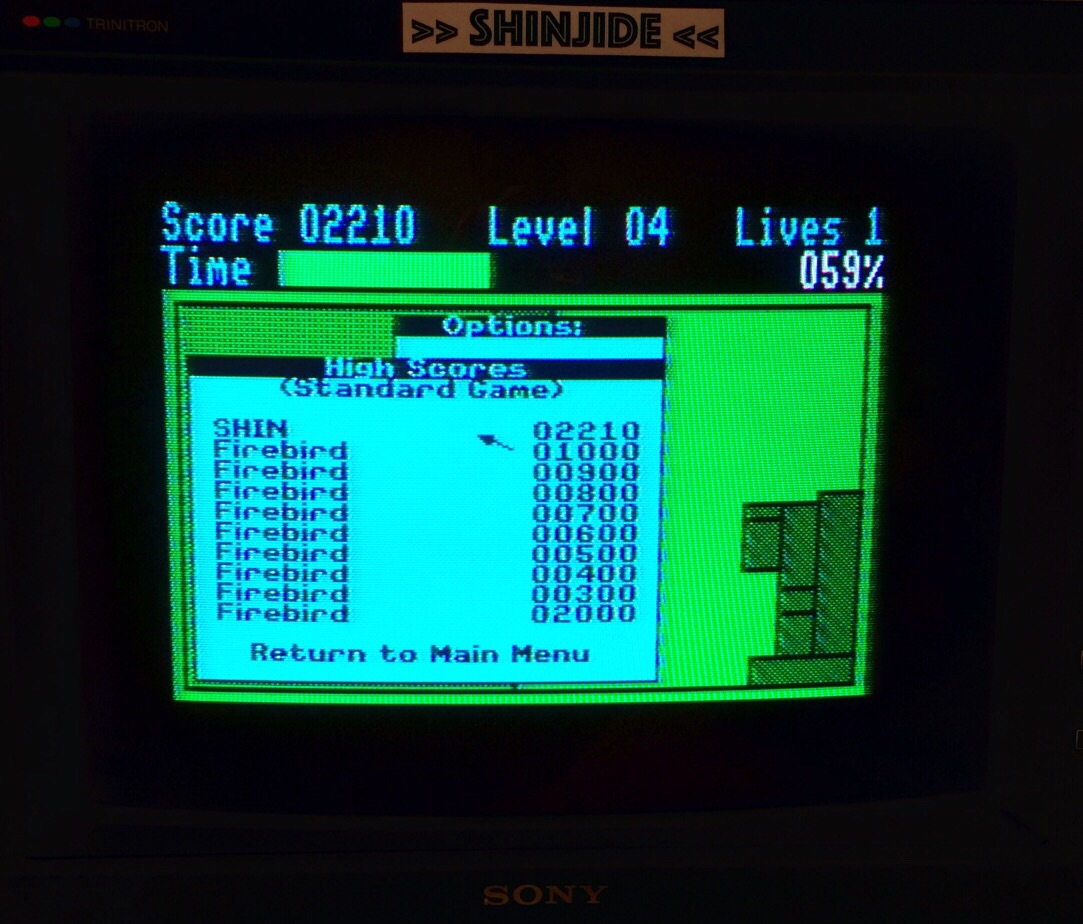 TRINITRON
>> SHINJIDE <<
Score 02210 Level 04 Lives 1
Time 059%
Options:
High Scores
(Standard Game)
SHIN 02210
Firebird 01000
Firebird 00900
Firebird 00800
Firebird 00700
Firebird 00600
Firebird 00500
Firebird 00400
Firebird 00300
Firebird 02000
Return to Main Menu
SONY